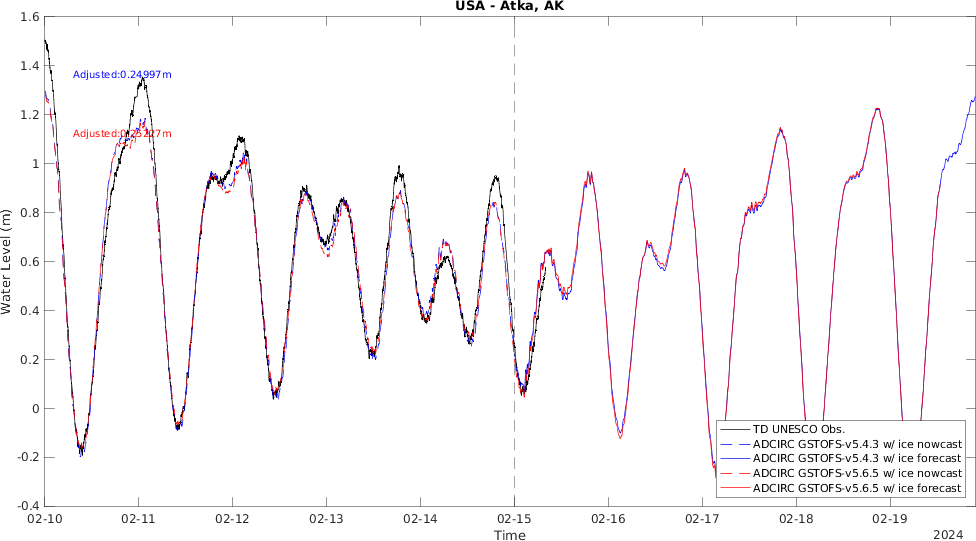 USA - Atka, AK
1.6
1.4
1.2
1
0.8
0.6
0.4
0.2
0
-0.2
-0.4
Water Level (m)
Adjusted:0.24997m
Adjusted:0.25227m
TD UNESCO Obs.
ADCIRC GSTOFS-v5.4.3 w/ ice nowcast
ADCIRC GSTOFS-v5.4.3 w/ ice forecast
ADCIRC GSTOFS-v5.6.5 w/ ice nowcast
ADCIRC GSTOFS-v5.6.5 w/ ice forecast
02-10 02-11 02-12 02-13 02-14 02-15 02-16 02-17 02-18 02-19
Time
2024